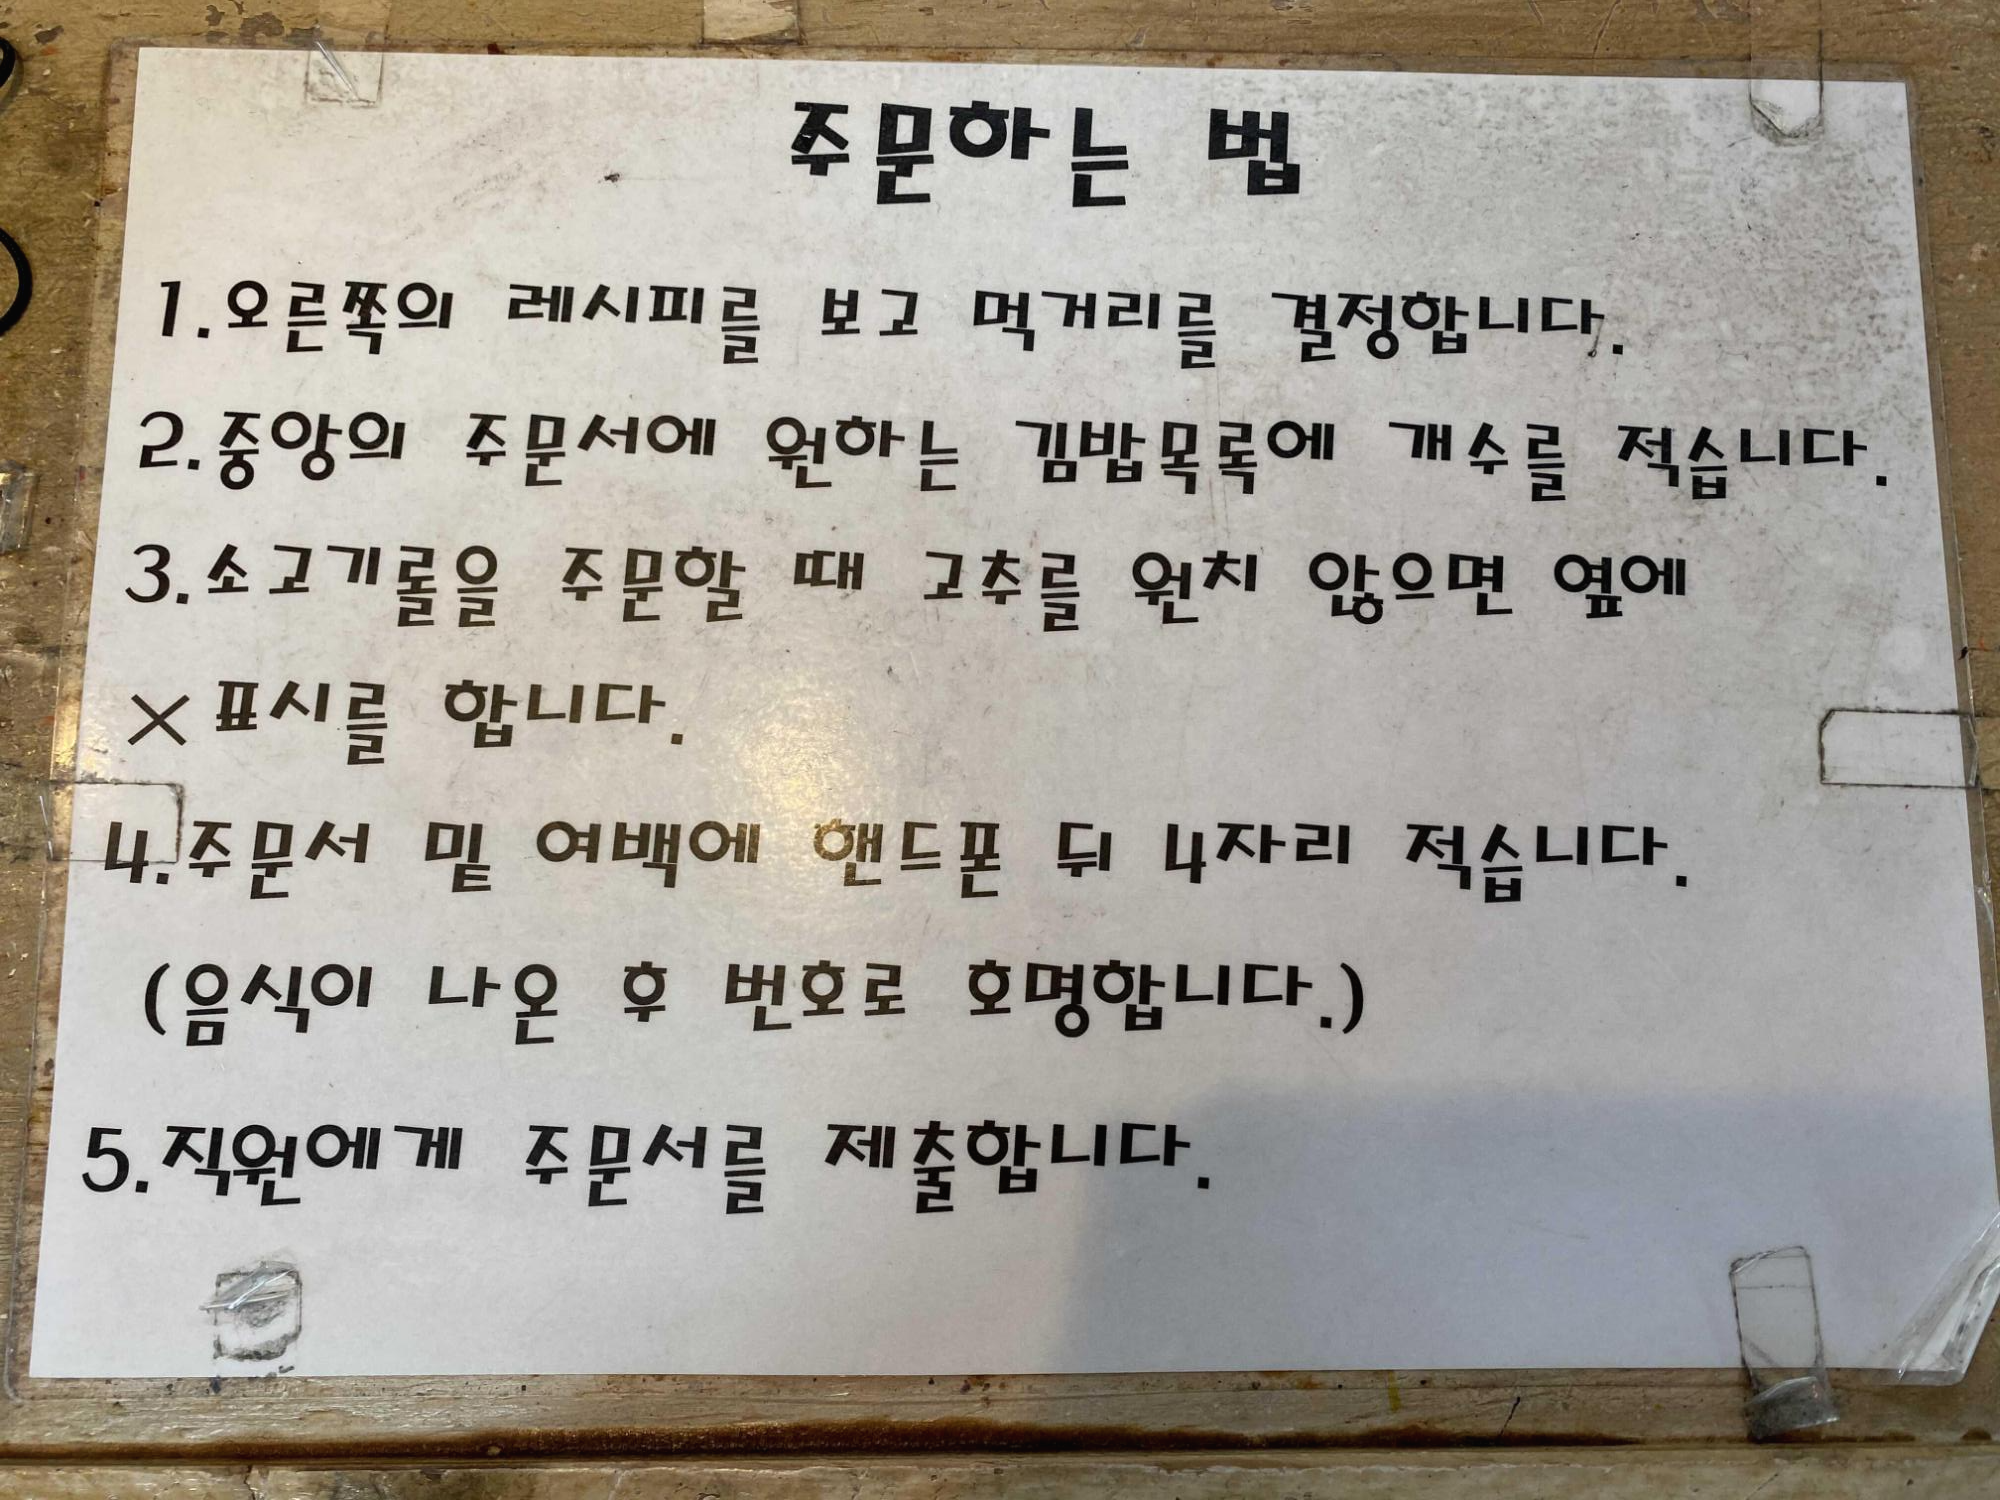 주문하는 법
1.오른쪽의 레시피를 보고 먹거리를 결정합니다.
2.중앙의 주문서에 원하는 김밥목록에 개수를 적습니다.
3.소고기롤을 주문할 때 고추를 원치 않으면 옆에
×표시를 합니다.
4.주문서 밑 여백에 핸드폰 뒤 4자리 적습니다.
(음식이 나온 후 번호로 호명합니다.)
5.직원에게 주문서를 제출합니다.